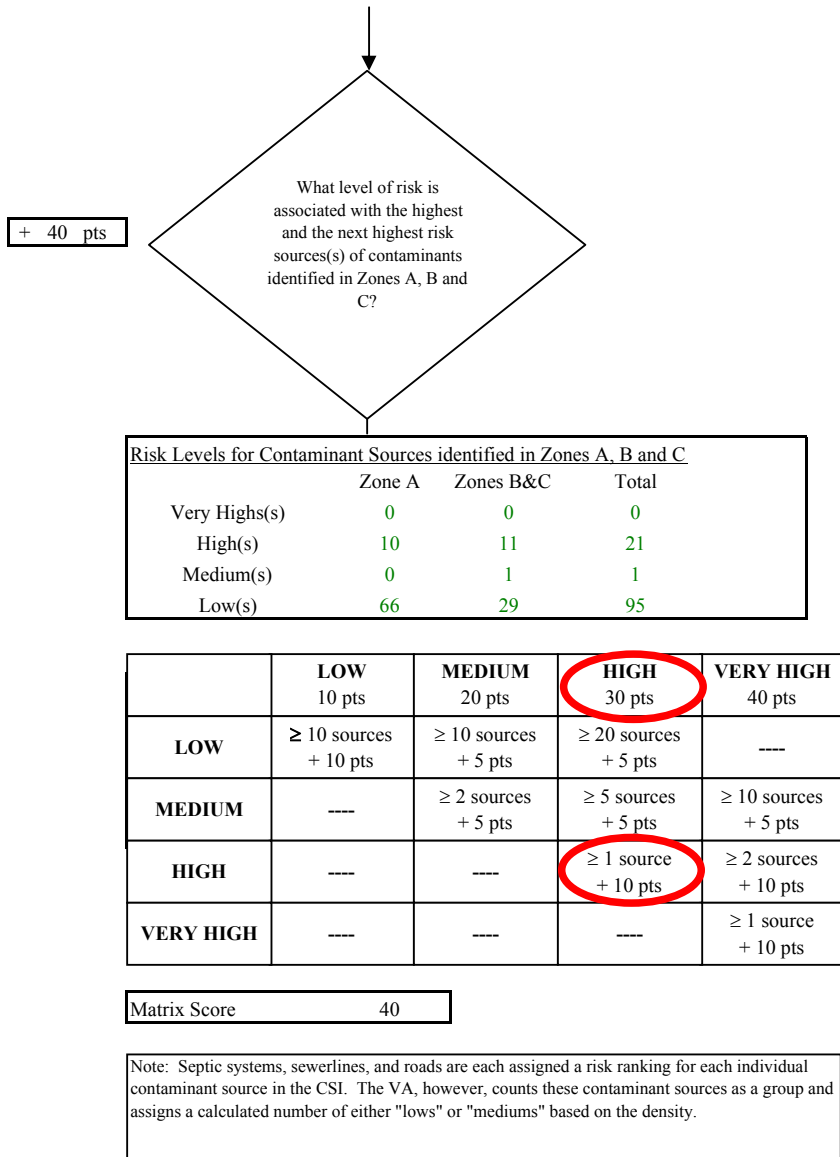 What level of risk is
associated with the highest
and the next highest risk
sources(s) of contaminants
identified in Zones A, B and
C?
+ 40 pts
Risk Levels for Contaminant Sources identified in Zones A, B and C
Zone A Zones B&C Total
Very Highs(s) 0 0 0
High(s) 10 11 21
Medium(s) 0 1 1
Low(s) 66 29 95
LOW MEDIUM HIGH VERY HIGH
10 pts 20 pts 30 pts 40 pts
LOW ≥ 10 sources ≥ 10 sources ≥ 20 sources ----
+ 10 pts + 5 pts + 5 pts
MEDIUM ---- ≥ 2 sources ≥ 5 sources ≥ 10 sources
+ 5 pts + 5 pts + 5 pts
HIGH ---- ---- ≥ 1 source ≥ 2 sources
+ 10 pts + 10 pts
VERY HIGH ---- ---- ---- ≥ 1 source
+ 10 pts
Matrix Score 40
Note: Septic systems, sewerlines, and roads are each assigned a risk ranking for each individual
contaminant source in the CSI. The VA, however, counts these contaminant sources as a group and
assigns a calculated number of either "lows" or "mediums" based on the density.